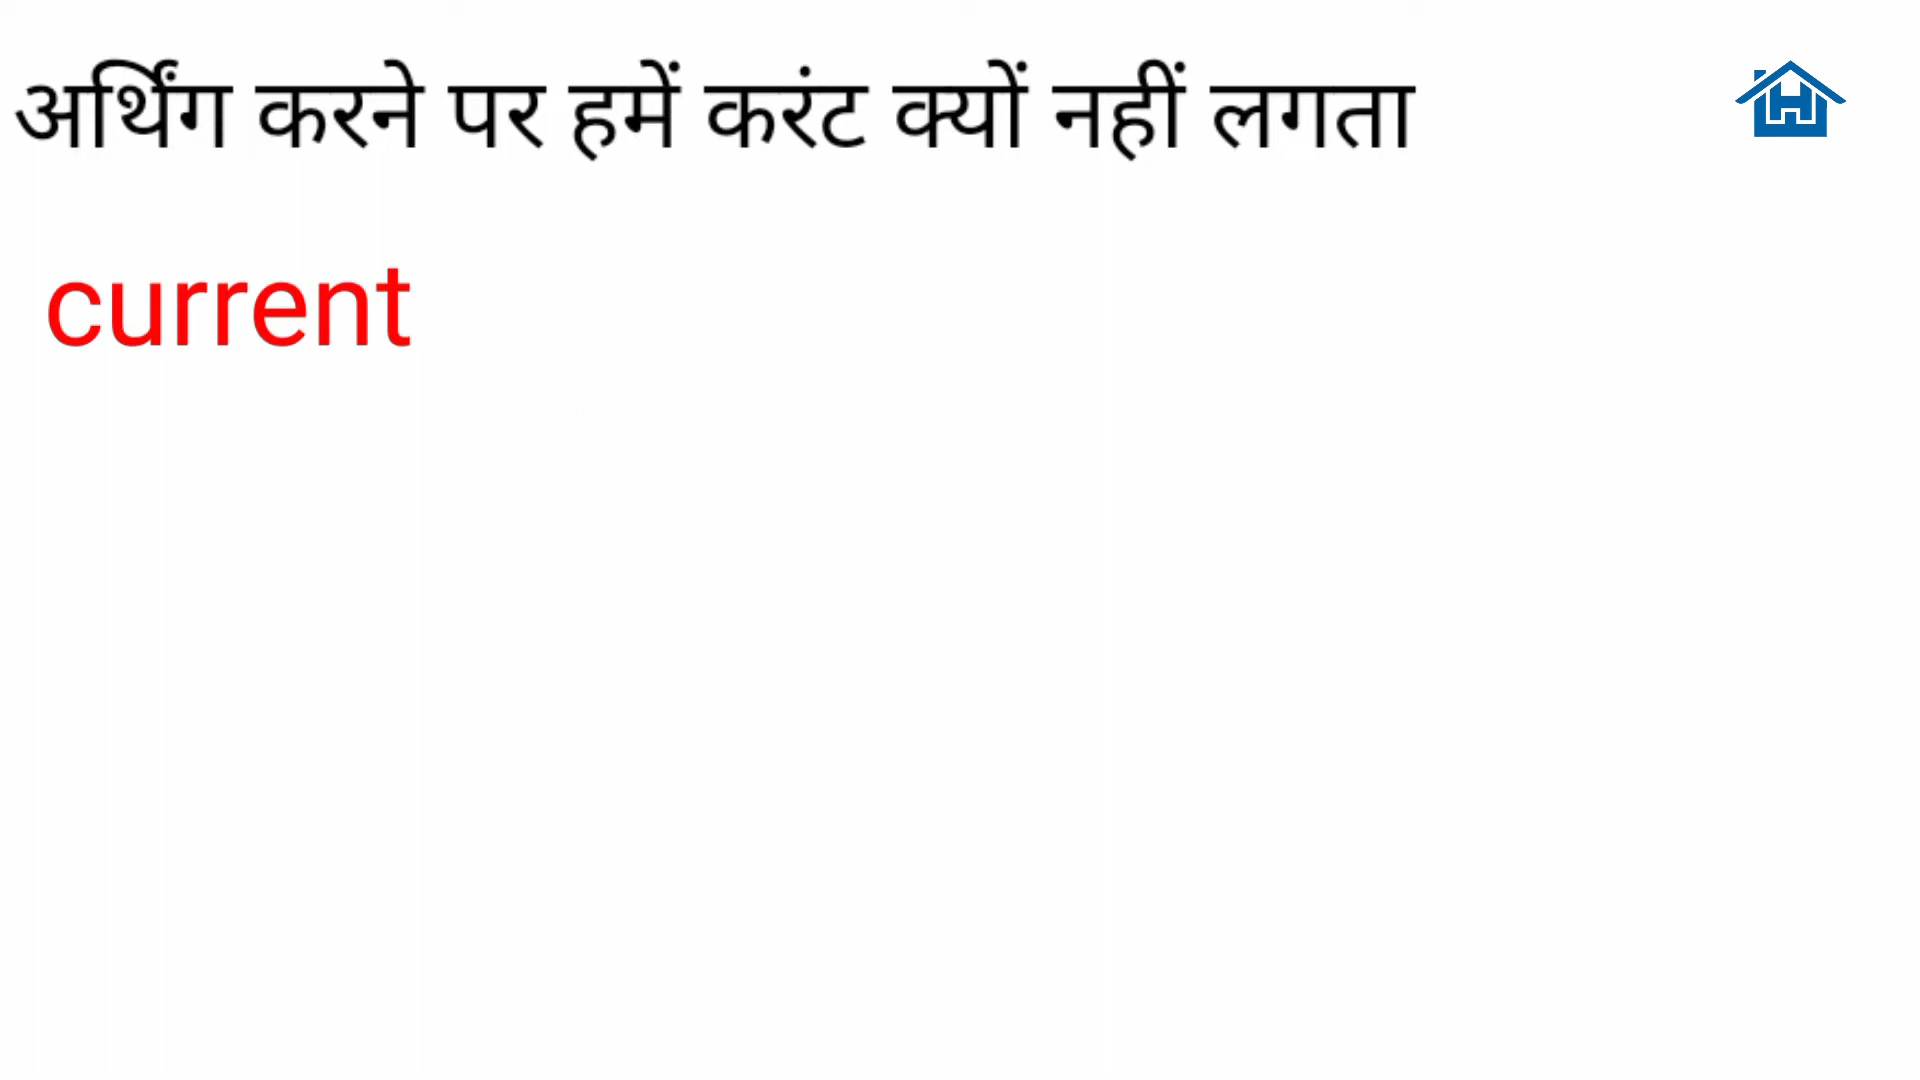 अर्थिंग करने पर हमें करंट क्यों नहीं लगता
current